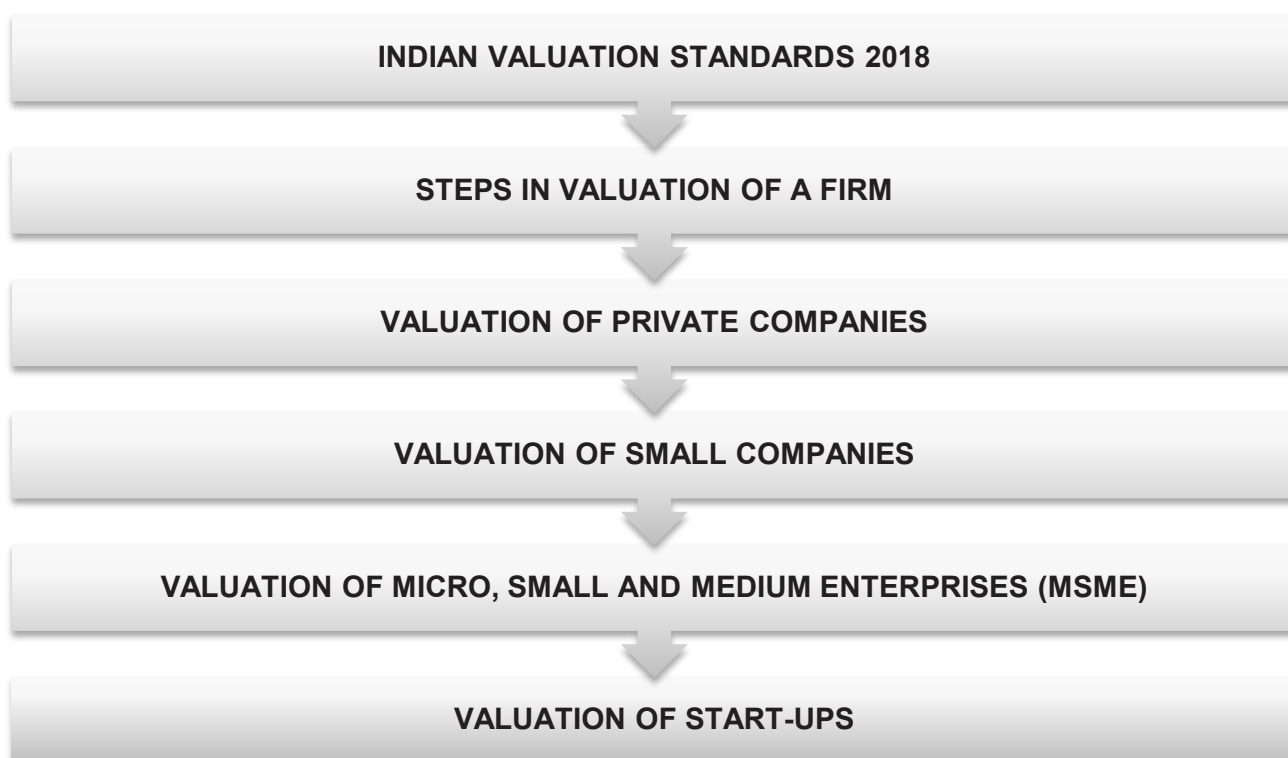 INDIAN VALUATION STANDARDS 2018
STEPS IN VALUATION OF A FIRM
VALUATION OF PRIVATE COMPANIES
VALUATION OF SMALL COMPANIES
VALUATION OF MICRO, SMALL AND MEDIUM ENTERPRISES (MSME)
VALUATION OF START-UPS